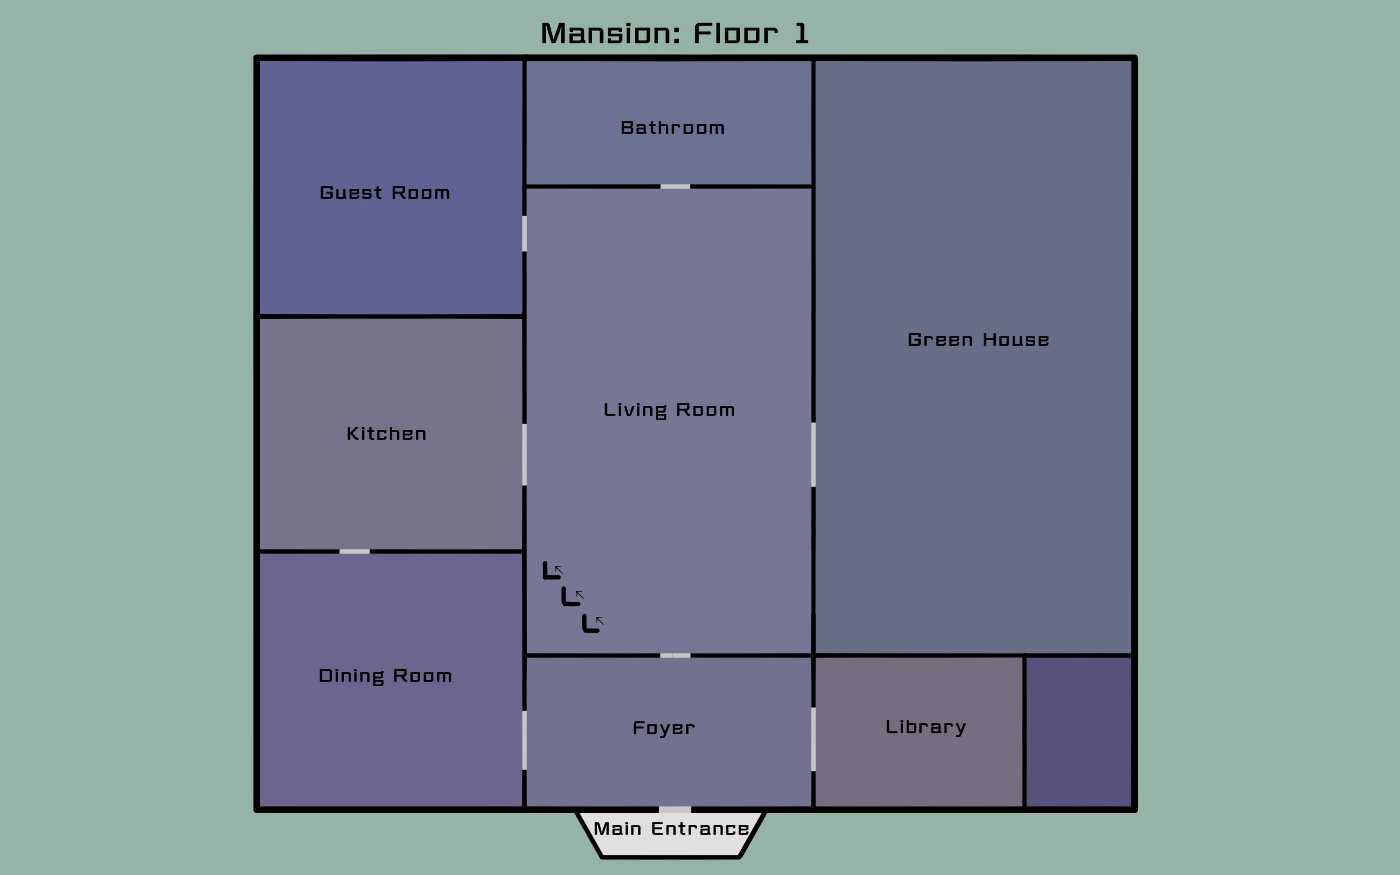 Mansion: Floor 1
Bathroom
Guest Room
Green House
Living Room
Kitchen
Dining Room
Foyer
Library
Main Entrance